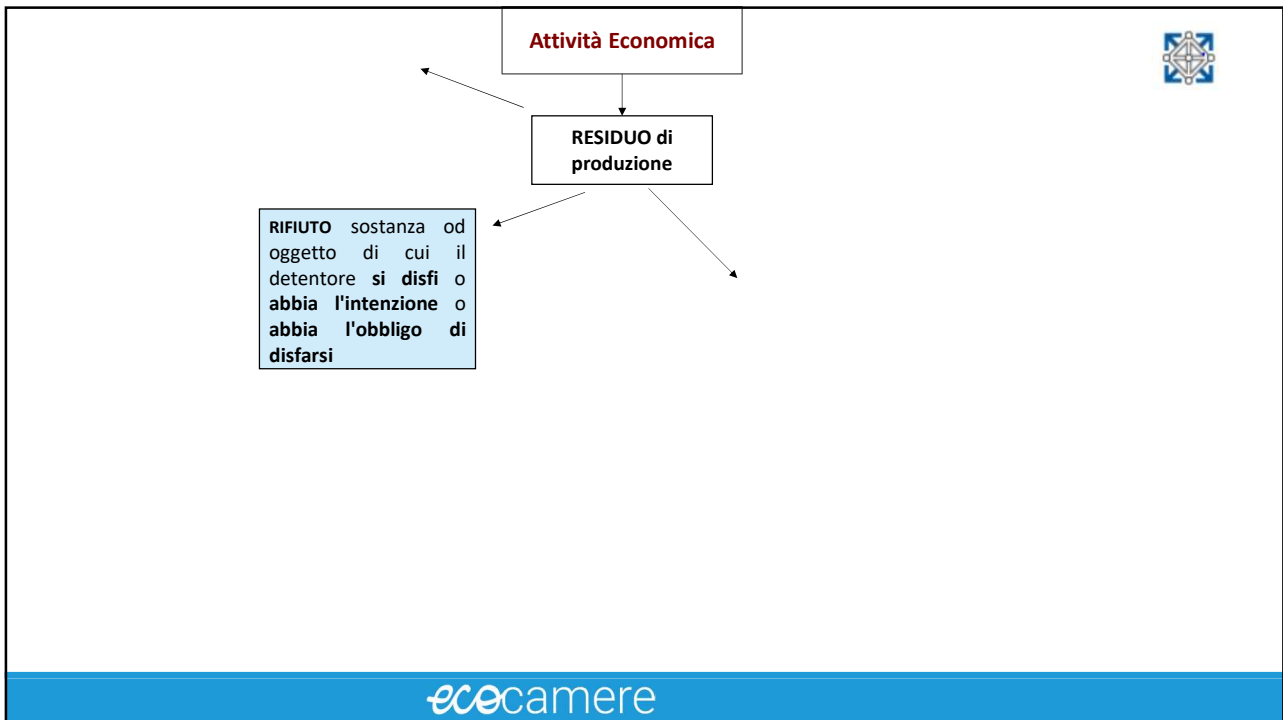 Attività Economica
RESIDUO di
produzione
RIFIUTO sostanza od
oggetto di cui il
detentore si disfi o
abbia l'intenzione o
abbia l'obbligo di
disfarsi
ecocamere